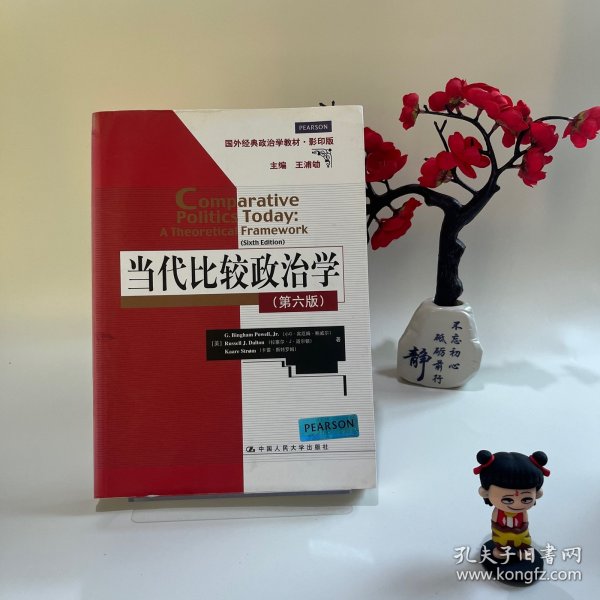 PEARSON
国外经典政治学教材·影印版
主编 王浦劬
Comparative
Politics Today:
A Theoretical Framework
(Sixth Edition)
当代比较政治学
(第六版)
G. Bingham Powell, Jr.
[美] Russell J. Dalton 著
Kaare Strøm
PEARSON
中国人民大学出版社
不忘初心
砥砺前行
静
孔夫子旧书网
www.kongfz.com